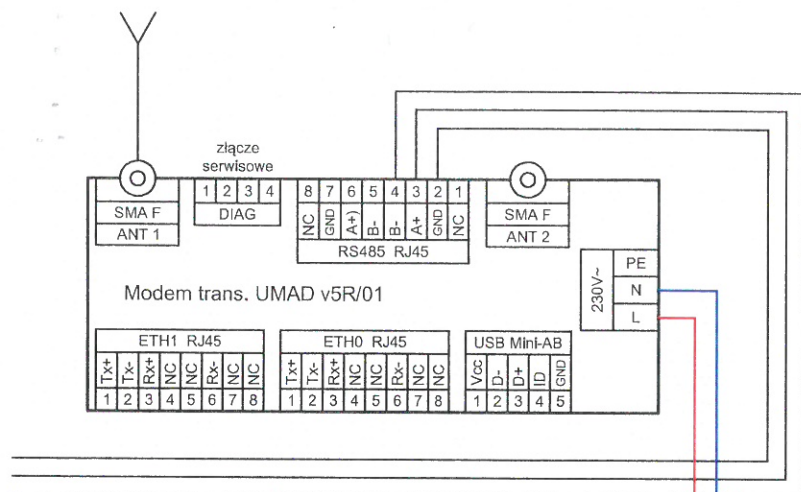 złącze
serwisowe
1 2 3 4
8 7 6 5 4 3 2 1
SMA F
DIAG
NC GND A+) B- B- A+ GND NC
SMA F
ANT 1
RS485 RJ45
ANT 2
230V~
PE
N
L
Modem trans. UMAD v5R/01
ETH1 RJ45
ETH0 RJ45
USB Mini-AB
Tx+ Tx- Rx+ NC NC Rx- NC NC
Tx+ Tx- Rx+ NC NC Rx- NC NC
Vcc D- D+ ID GND
1 2 3 4 5 6 7 8
1 2 3 4 5 6 7 8
1 2 3 4 5